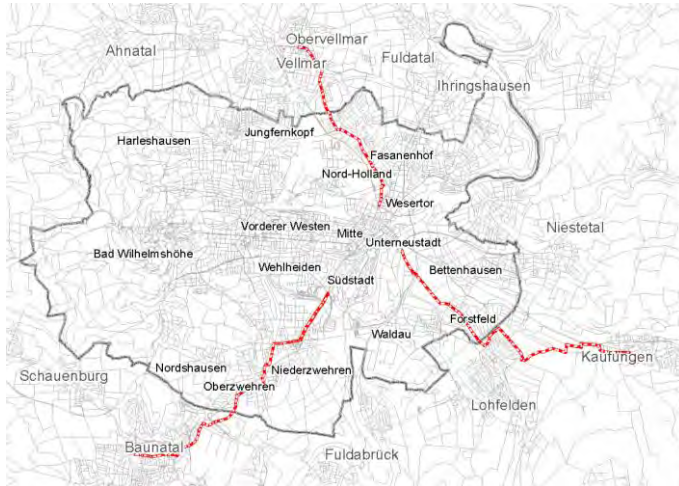 Obervellmar
Ahnatal
Fuldatal
Vellmar
Ihringshausen
Jungfernkopf
Harleshausen
Fasanenhof
Nord-Holland
Wesertor
Vorderer Westen
Mitte
Niestetal
Unterneustadt
Bad Wilhelmshöhe
Wehlheiden
Bettenhausen
Südstadt
Forstfeld
Waldau
Kaufungen
Nordshausen
Niederzwehren
Schauenburg
Oberzwehren
Lohfelden
Baunatal
Fuldabrück